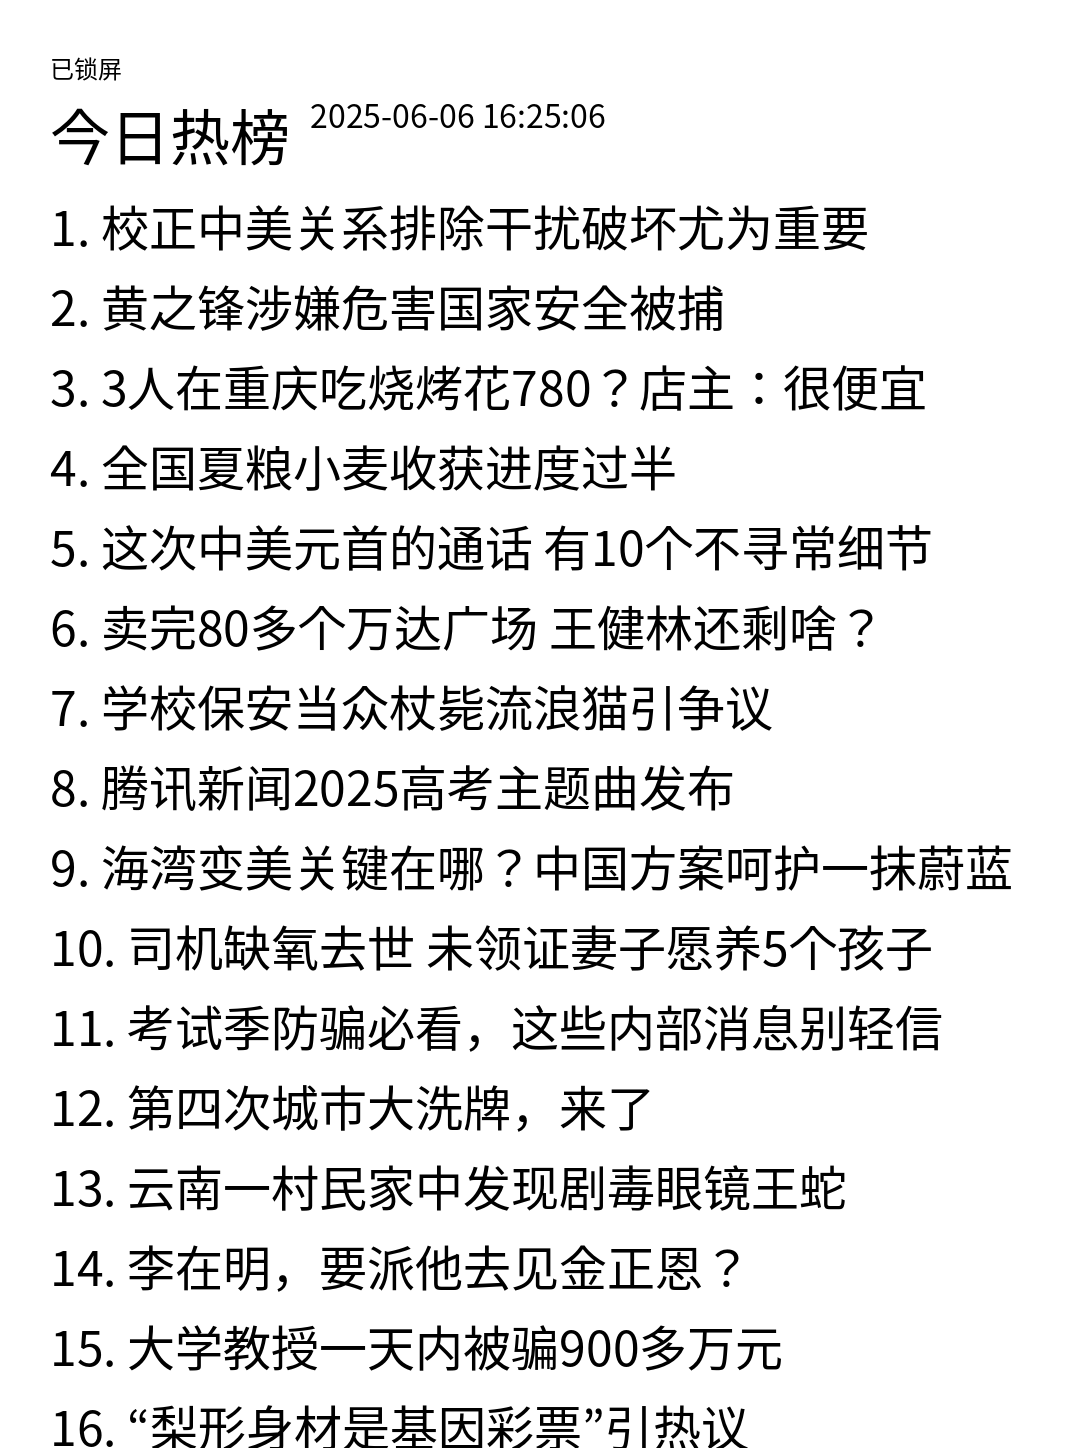 已锁屏
今日热榜 2025-06-06 16:25:06
1. 校正中美关系排除干扰破坏尤为重要
2. 黄之锋涉嫌危害国家安全被捕
3. 3人在重庆吃烧烤花780？店主：很便宜
4. 全国夏粮小麦收获进度过半
5. 这次中美元首的通话 有10个不寻常细节
6. 卖完80多个万达广场 王健林还剩啥？
7. 学校保安当众杖毙流浪猫引争议
8. 腾讯新闻2025高考主题曲发布
9. 海湾变美关键在哪？中国方案呵护一抹蔚蓝
10. 司机缺氧去世 未领证妻子愿养5个孩子
11. 考试季防骗必看，这些内部消息别轻信
12. 第四次城市大洗牌，来了
13. 云南一村民家中发现剧毒眼镜王蛇
14. 李在明，要派他去见金正恩？
15. 大学教授一天内被骗900多万元
16. “梨形身材是基因彩票”引热议